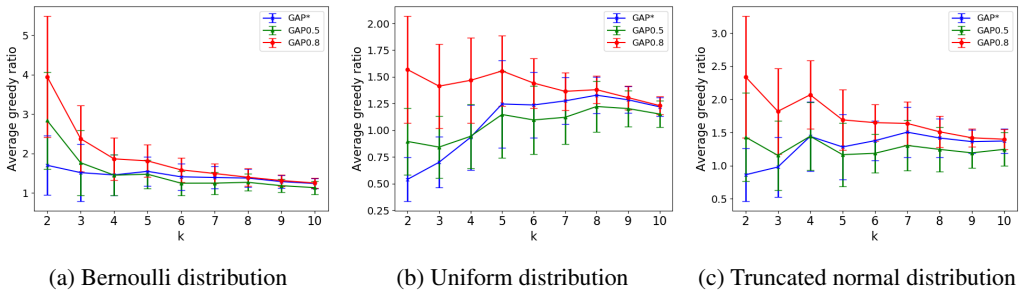 Average greedy ratio
5
4
3
2
1
2 3 4 5 6 7 8 9 10
k
GAP*
GAP0.5
GAP0.8
(a) Bernoulli distribution
Average greedy ratio
2.00
1.75
1.50
1.25
1.00
0.75
0.50
0.25
2 3 4 5 6 7 8 9 10
k
GAP*
GAP0.5
GAP0.8
(b) Uniform distribution
Average greedy ratio
3.0
2.5
2.0
1.5
1.0
0.5
2 3 4 5 6 7 8 9 10
k
GAP*
GAP0.5
GAP0.8
(c) Truncated normal distribution